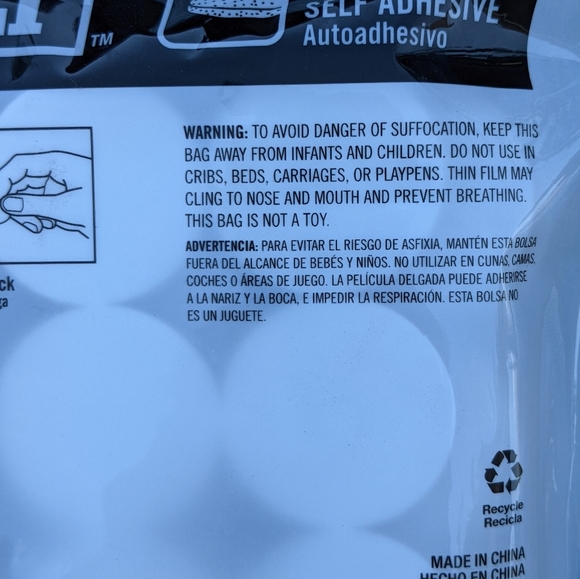 TM
SELF ADHESIVE
Autoadhesivo
WARNING: TO AVOID DANGER OF SUFFOCATION, KEEP THIS
BAG AWAY FROM INFANTS AND CHILDREN. DO NOT USE IN
CRIBS, BEDS, CARRIAGES, OR PLAYPENS. THIN FILM MAY
CLING TO NOSE AND MOUTH AND PREVENT BREATHING.
THIS BAG IS NOT A TOY.
ADVERTENCIA: PARA EVITAR EL RIESGO DE ASFIXIA, MANTÉN ESTA BOLSA
FUERA DEL ALCANCE DE BEBÉS Y NIÑOS. NO UTILIZAR EN CUNAS, CAMAS,
COCHES O ÁREAS DE JUEGO. LA PELÍCULA DELGADA PUEDE ADHERIRSE
A LA NARIZ Y LA BOCA, E IMPEDIR LA RESPIRACIÓN. ESTA BOLSA NO
ES UN JUGUETE.
Recycle
Recicla
MADE IN CHINA
HECHO EN CHINA